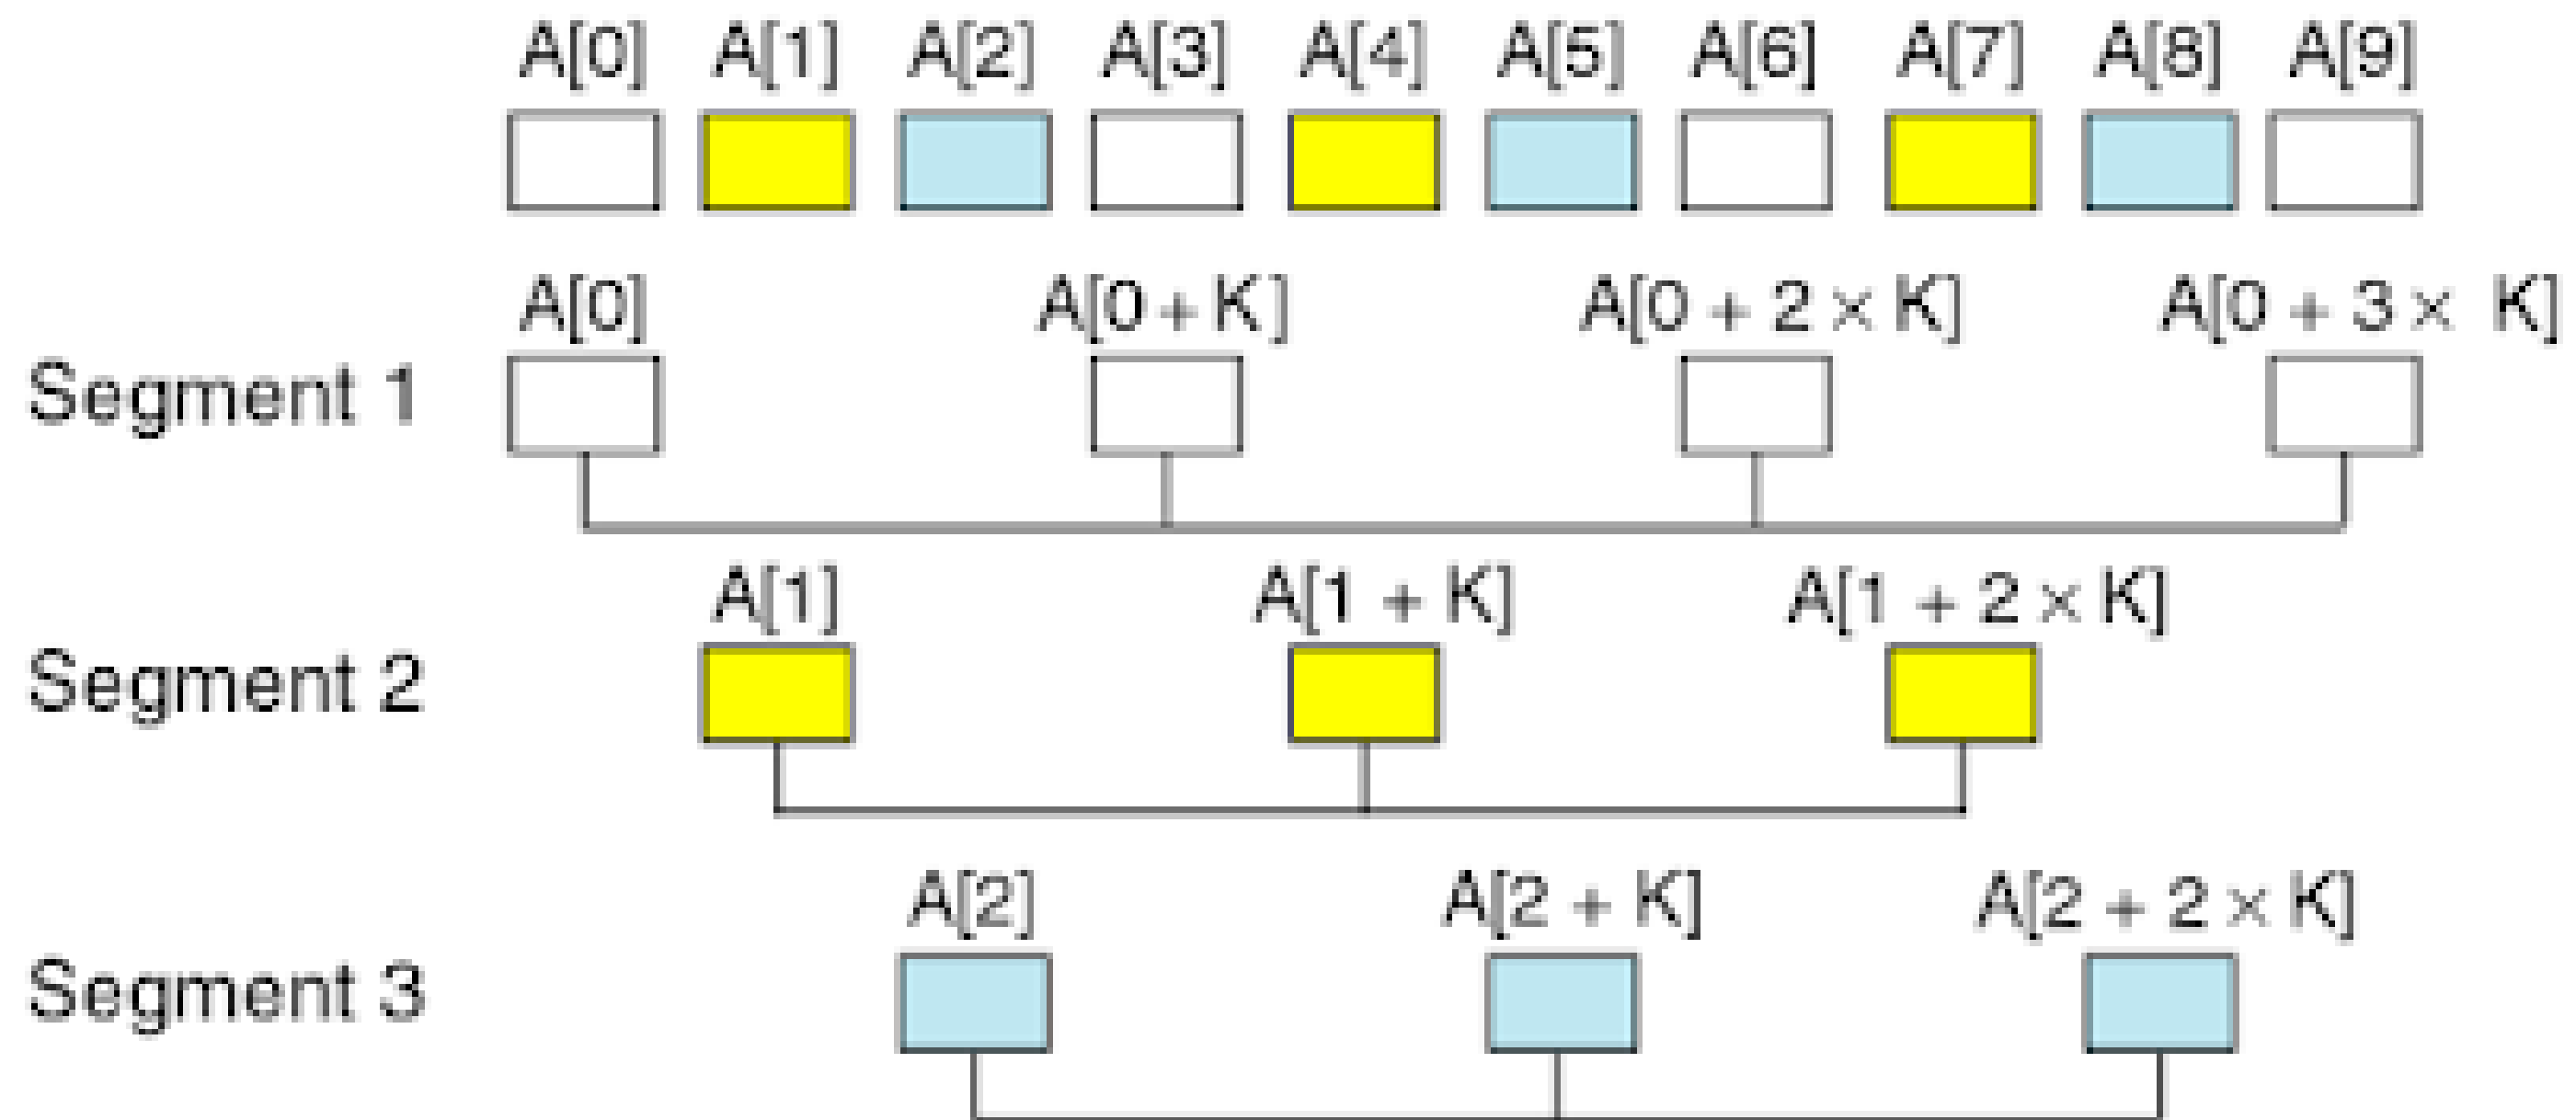 A[0] A[1] A[2] A[3] A[4] A[5] A[6] A[7] A[8] A[9]
A[0] A[0 + K] A[0 + 2 × K] A[0 + 3 × K]
Segment 1
A[1] A[1 + K] A[1 + 2 × K]
Segment 2
A[2] A[2 + K] A[2 + 2 × K]
Segment 3